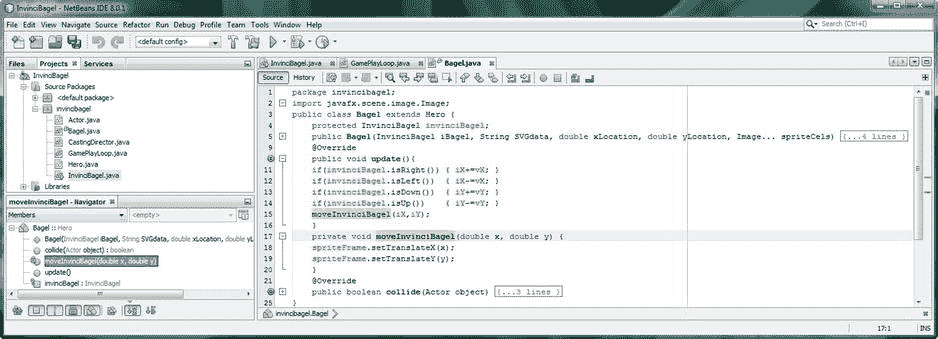 InvinciBagel - NetBeans IDE 8.0.1
File Edit View Navigate Source Refactor Run Debug Profile Team Tools Window Help
Search (Ctrl+I)
<default config>
Files Projects Services
InvinciBagel
Source Packages
<default package>
invincibagel
Actor.java
Bagel.java
CastingDirector.java
GamePlayLoop.java
Hero.java
InvinciBagel.java
Libraries
moveInvinciBagel - Navigator
Members <empty>
Bagel :: Hero
Bagel(InvinciBagel iBagel, String SVGdata, double xLocation, double yL
collide(Actor object) : boolean
moveInvinciBagel(double x, double y)
update()
invinciBagel : InvinciBagel
InvinciBagel.java GamePlayLoop.java Bagel.java
Source History
1 package invincibagel;
2 import javafx.scene.image.Image;
3 public class Bagel extends Hero {
4 protected InvinciBagel invinciBagel;
5 public Bagel(InvinciBagel iBagel, String SVGdata, double xLocation, double yLocation, Image... spriteCels) {...4 lines }
9 @Override
public void update(){
11 if(invinciBagel.isRight()) { iX+=vX; }
12 if(invinciBagel.isLeft()) { iX-=vX; }
13 if(invinciBagel.isDown()) { iY+=vY; }
14 if(invinciBagel.isUp()) { iY-=vY; }
15 moveInvinciBagel(iX,iY);
16 }
17 private void moveInvinciBagel(double x, double y) {
18 spriteFrame.setTranslateX(x);
19 spriteFrame.setTranslateY(y);
20 }
21 @Override
public boolean collide(Actor object) {...3 lines }
25 }
invincibagel.Bagel
17:1 INS